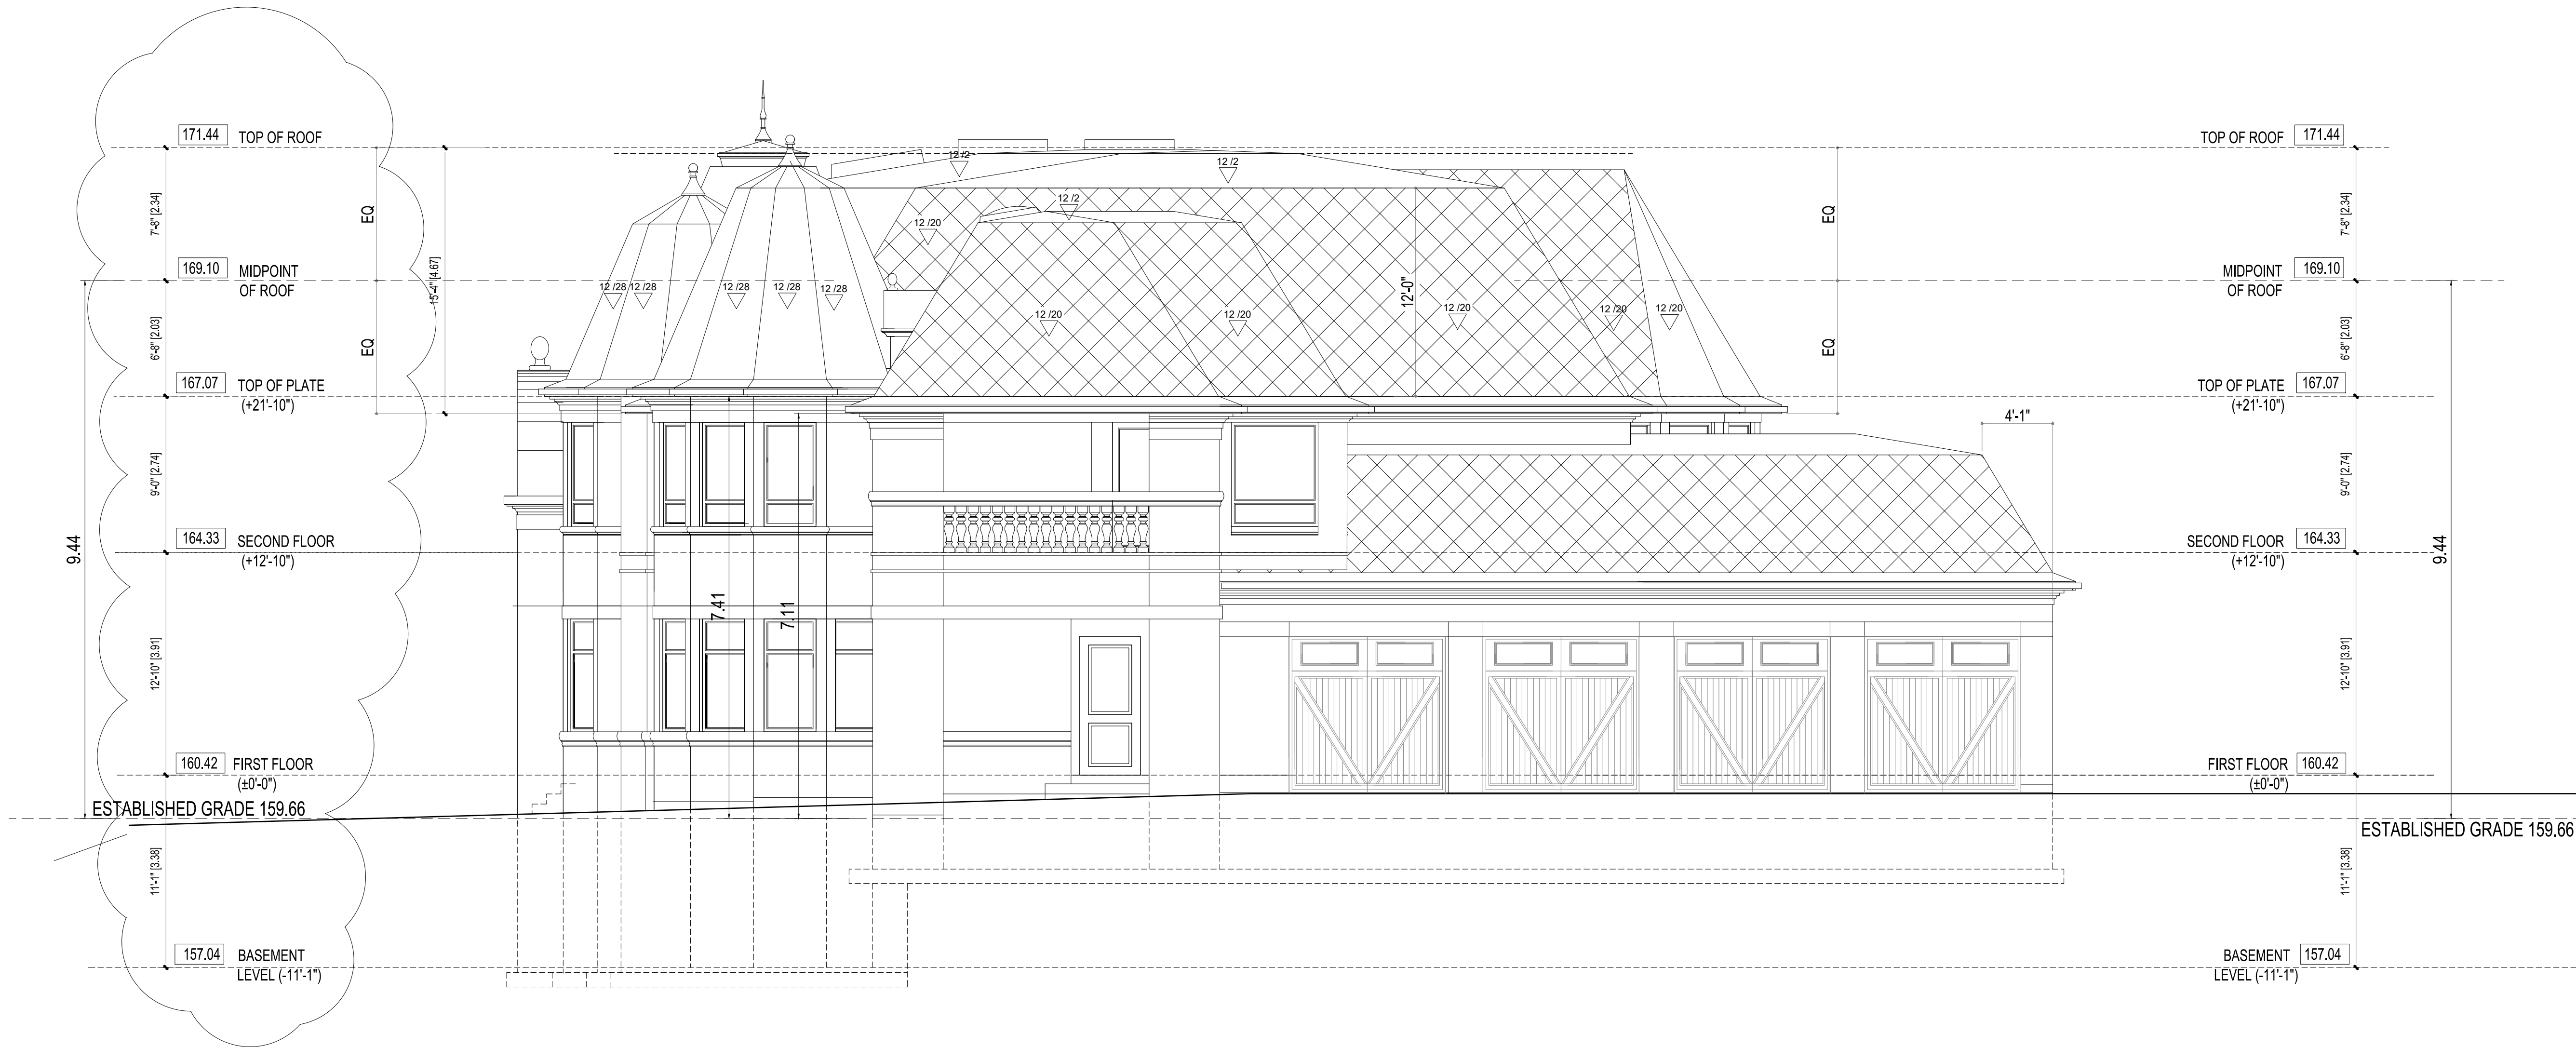 171.44 TOP OF ROOF
7'-8" [2.34]
EQ
169.10 MIDPOINT
OF ROOF
15'-4" [4.67]
6'-8" [2.03]
EQ
167.07 TOP OF PLATE
(+21'-10")
9'-0" [2.74]
9.44
164.33 SECOND FLOOR
(+12'-10")
12'-10" [3.91]
160.42 FIRST FLOOR
(±0'-0")
ESTABLISHED GRADE 159.66
11'-1" [3.38]
157.04 BASEMENT
LEVEL (-11'-1")
12 /2
12 /2
12 /2
12 /20
12 /28
12 /28
12 /28
12 /28
12 /28
12'-0"
12 /20
12 /20
12 /20
12 /20
12 /20
7.41
7.11
4'-1"
EQ
EQ
TOP OF ROOF 171.44
7'-8" [2.34]
MIDPOINT 169.10
OF ROOF
6'-8" [2.03]
TOP OF PLATE 167.07
(+21'-10")
9'-0" [2.74]
SECOND FLOOR 164.33
(+12'-10")
9.44
12'-10" [3.91]
FIRST FLOOR 160.42
(±0'-0")
ESTABLISHED GRADE 159.66
11'-1" [3.38]
BASEMENT 157.04
LEVEL (-11'-1")